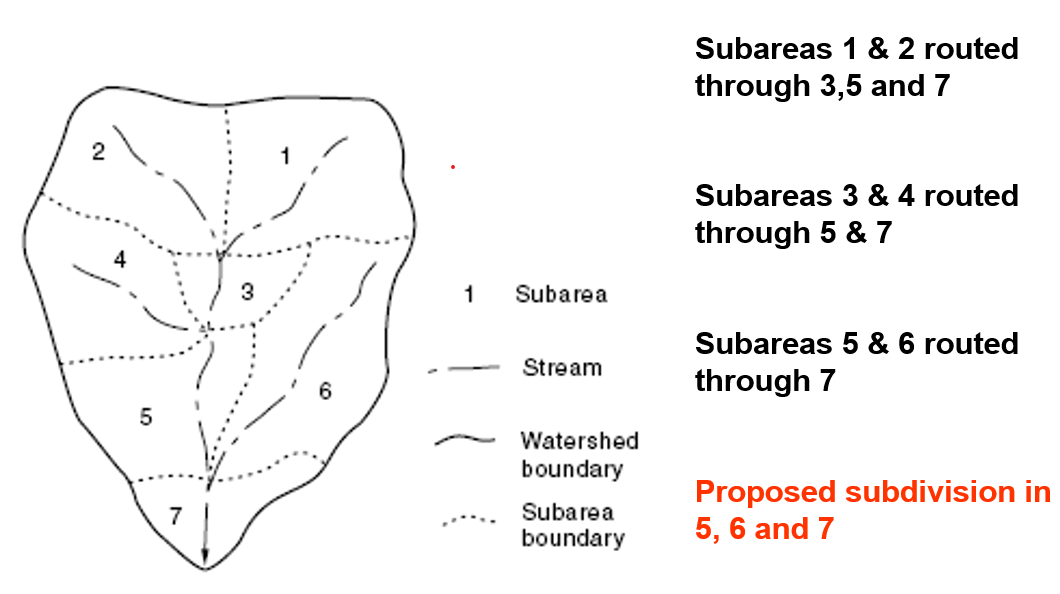 2
1
4
3
6
5
7
1 Subarea
Stream
Watershed
boundary
Subarea
boundary
Subareas 1 & 2 routed
through 3,5 and 7
Subareas 3 & 4 routed
through 5 & 7
Subareas 5 & 6 routed
through 7
Proposed subdivision in
5, 6 and 7